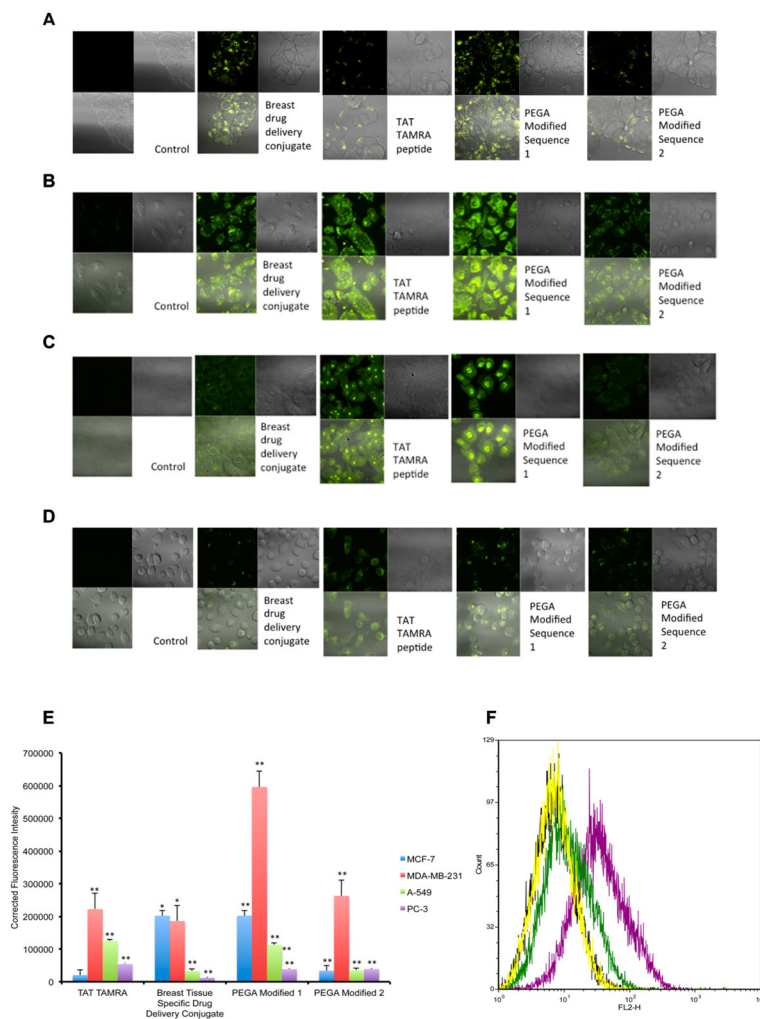 A
Control
Breast
drug
delivery
conjugate
TAT
TAMRA
peptide
PEGA
Modified
Sequence
1
PEGA
Modified
Sequence
2
B
Control
Breast
drug
delivery
conjugate
TAT
TAMRA
peptide
PEGA
Modified
Sequence
1
PEGA
Modified
Sequence
2
C
Control
Breast
drug
delivery
conjugate
TAT
TAMRA
peptide
PEGA
Modified
Sequence
1
PEGA
Modified
Sequence
2
D
Control
Breast
drug
delivery
conjugate
TAT
TAMRA
peptide
PEGA
Modified
Sequence
1
PEGA
Modified
Sequence
2
E
Corrected Fluorescence Intesity
700000
600000
500000
400000
300000
200000
100000
0
**
**
**
*
*
**
**
**
**
**
**
**
**
**
**
MCF-7
MDA-MB-231
A-549
PC-3
TAT TAMRA
Breast Tissue
Specific Drug
Delivery Conjugate
PEGA Modified 1
PEGA Modified 2
F
Count
129
97
65
32
0
10⁰
10¹
10²
10³
10
FL2-H